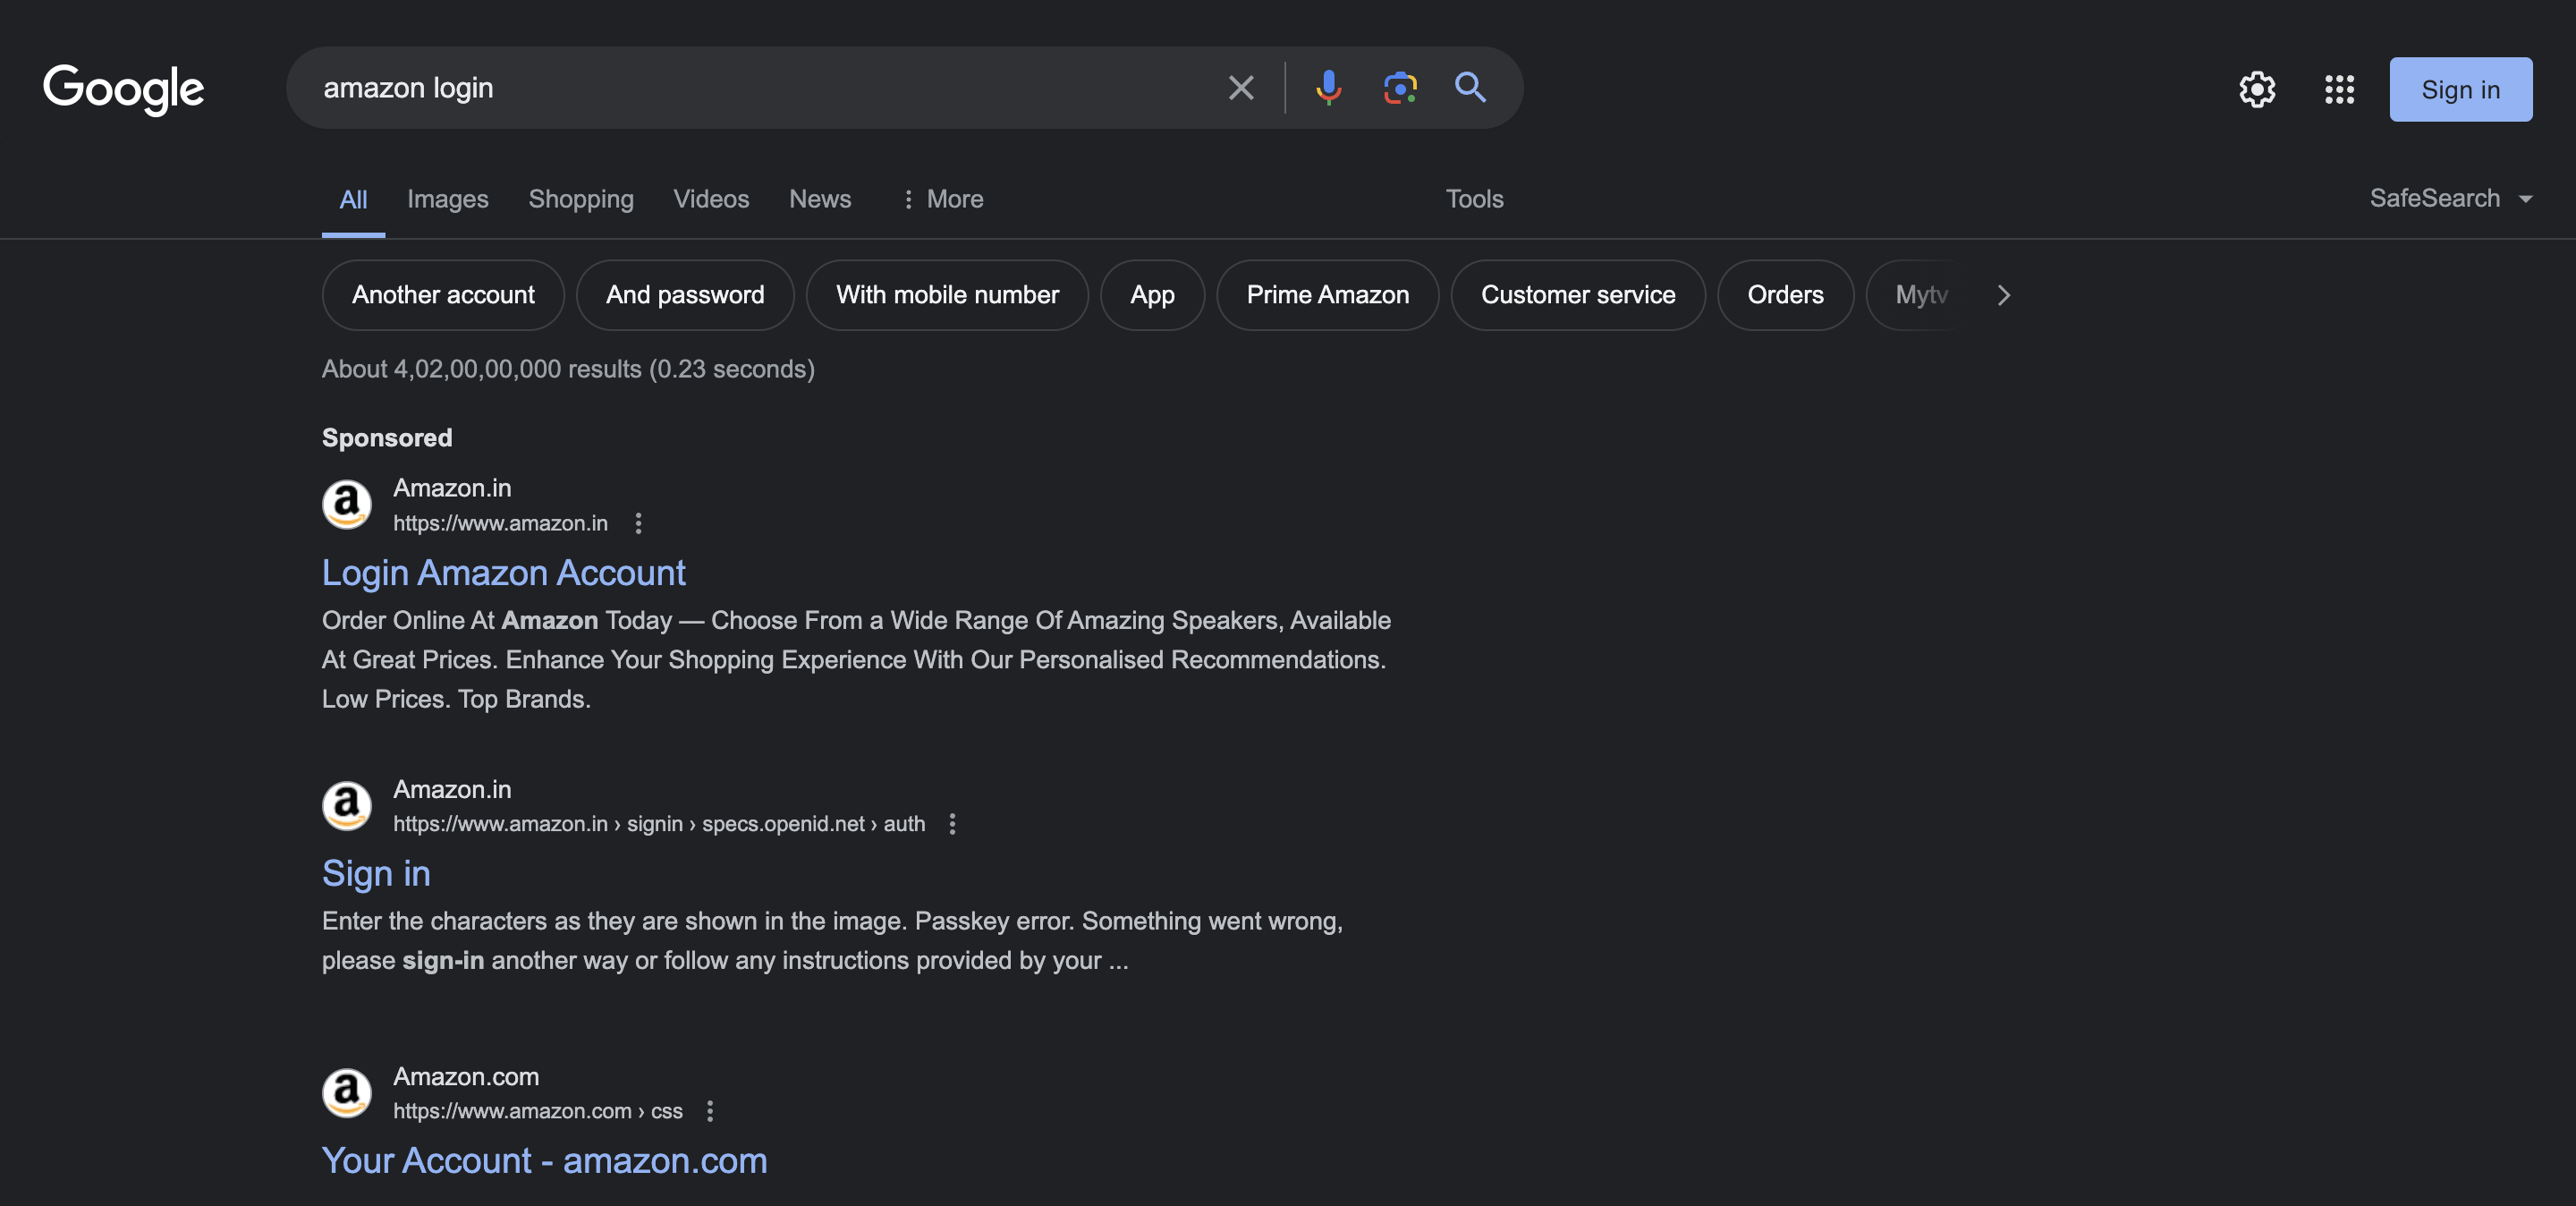 Google
amazon login
Sign in
All Images Shopping Videos News More Tools SafeSearch
Another account And password With mobile number App Prime Amazon Customer service Orders Mytv
About 4,02,00,00,000 results (0.23 seconds)
Sponsored
Amazon.in
https://www.amazon.in
Login Amazon Account
Order Online At Amazon Today — Choose From a Wide Range Of Amazing Speakers, Available
At Great Prices. Enhance Your Shopping Experience With Our Personalised Recommendations.
Low Prices. Top Brands.
Amazon.in
https://www.amazon.in › signin › specs.openid.net › auth
Sign in
Enter the characters as they are shown in the image. Passkey error. Something went wrong,
please sign-in another way or follow any instructions provided by your ...
Amazon.com
https://www.amazon.com › css
Your Account - amazon.com